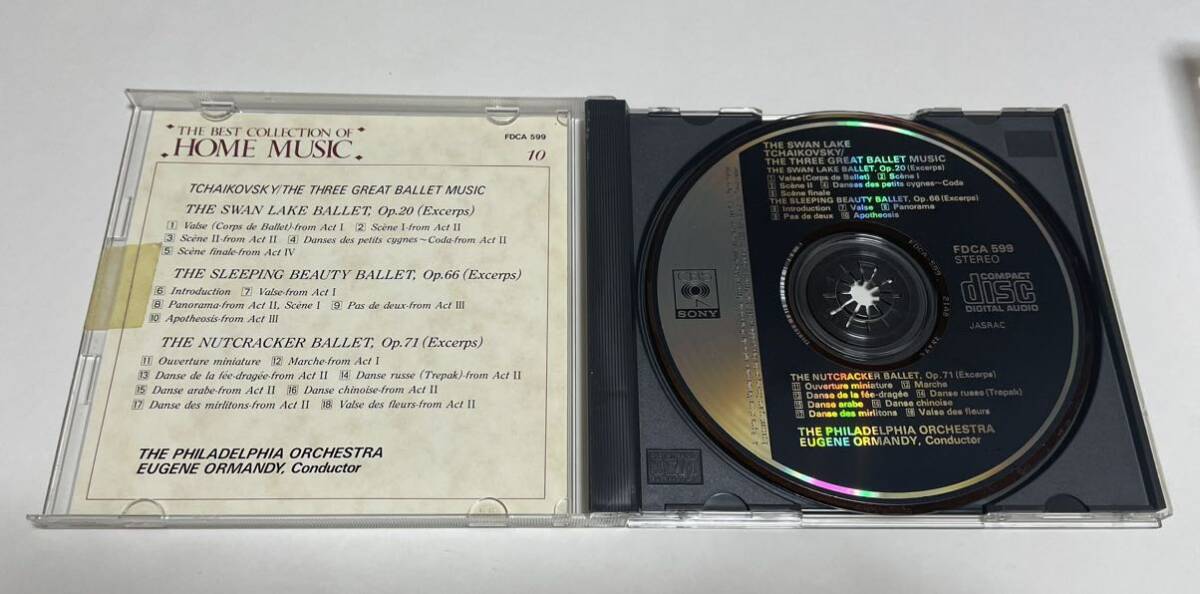 THE BEST COLLECTION OF
HOME MUSIC
FDCA 599
10
TCHAIKOVSKY/THE THREE GREAT BALLET MUSIC
THE SWAN LAKE BALLET, Op.20 (Excerps)
1 Valse (Corps de Ballet)-from Act I 2 Scène I-from Act II
3 Scène II-from Act II 4 Danses des petits cygnes~Coda-from Act II
5 Scène finale-from Act IV
THE SLEEPING BEAUTY BALLET, Op.66 (Excerps)
6 Introduction 7 Valse-from Act I
8 Panorama-from Act II, Scène I 9 Pas de deux-from Act III
10 Apotheosis-from Act III
THE NUTCRACKER BALLET, Op.71 (Excerps)
11 Ouverture miniature 12 Marche-from Act I
13 Danse de la fée-dragée-from Act II 14 Danse russe (Trepak)-from Act II
15 Danse arabe-from Act II 16 Danse chinoise-from Act II
17 Danse des mirlitons-from Act II 18 Valse des fleurs-from Act II
THE PHILADELPHIA ORCHESTRA
EUGENE ORMANDY, Conductor
THE SWAN LAKE
TCHAIKOVSKY/
THE THREE GREAT BALLET MUSIC
THE SWAN LAKE BALLET, Op.20 (Excerps)
1 Valse (Corps de Ballet) 2 Scène I
3 Scène II 4 Danses des petits cygnes~Coda
5 Scène finale
THE SLEEPING BEAUTY BALLET, Op.66 (Excerps)
6 Introduction 7 Valse 8 Panorama
9 Pas de deux 10 Apotheosis
CBS
SONY
FDCA 599
STEREO
COMPACT
disc
DIGITAL AUDIO
JASRAC
FDCA-599
21A8
THE NUTCRACKER BALLET, Op.71 (Excerps)
11 Ouverture miniature 12 Marche
13 Danse de la fée-dragée 14 Danse russe (Trepak)
15 Danse arabe 16 Danse chinoise
17 Danse des mirlitons 18 Valse des fleurs
THE PHILADELPHIA ORCHESTRA
EUGENE ORMANDY, Conductor